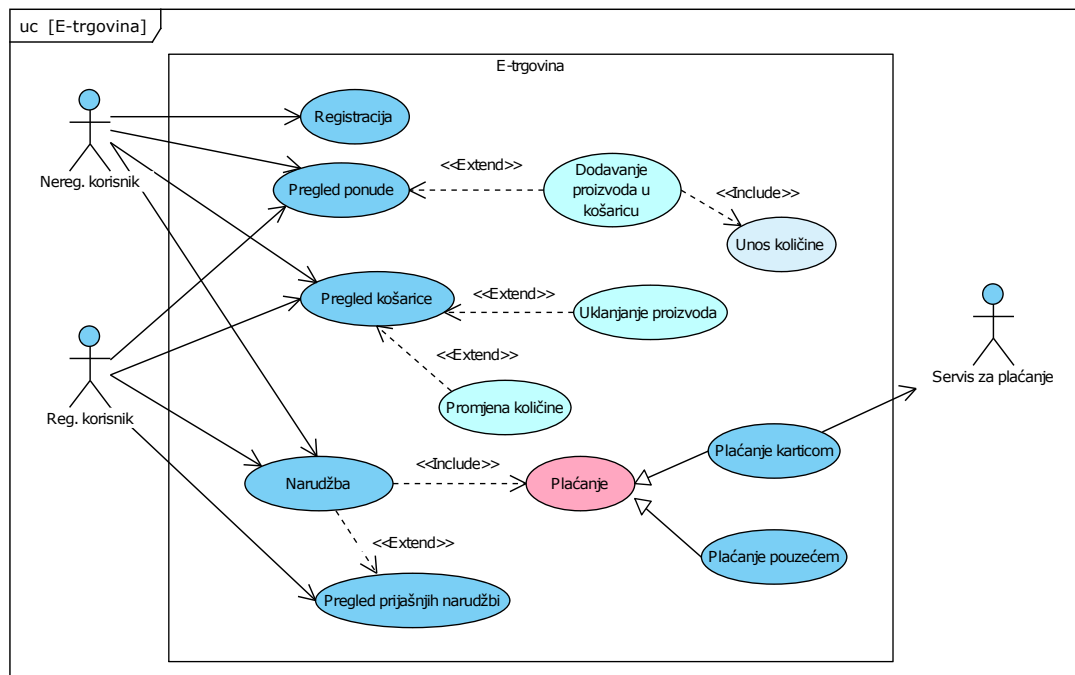 uc [E-trgovina]
E-trgovina
Registracija
Nereg. korisnik
Pregled ponude
<<Extend>>
Dodavanje
proizvoda u
košaricu
<<Include>>
Unos količine
Pregled košarice
<<Extend>>
Uklanjanje proizvoda
<<Extend>>
Promjena količine
Reg. korisnik
Servis za plaćanje
Plaćanje karticom
Narudžba
<<Include>>
Plaćanje
<<Extend>>
Plaćanje pouzećem
Pregled prijašnjih narudžbi